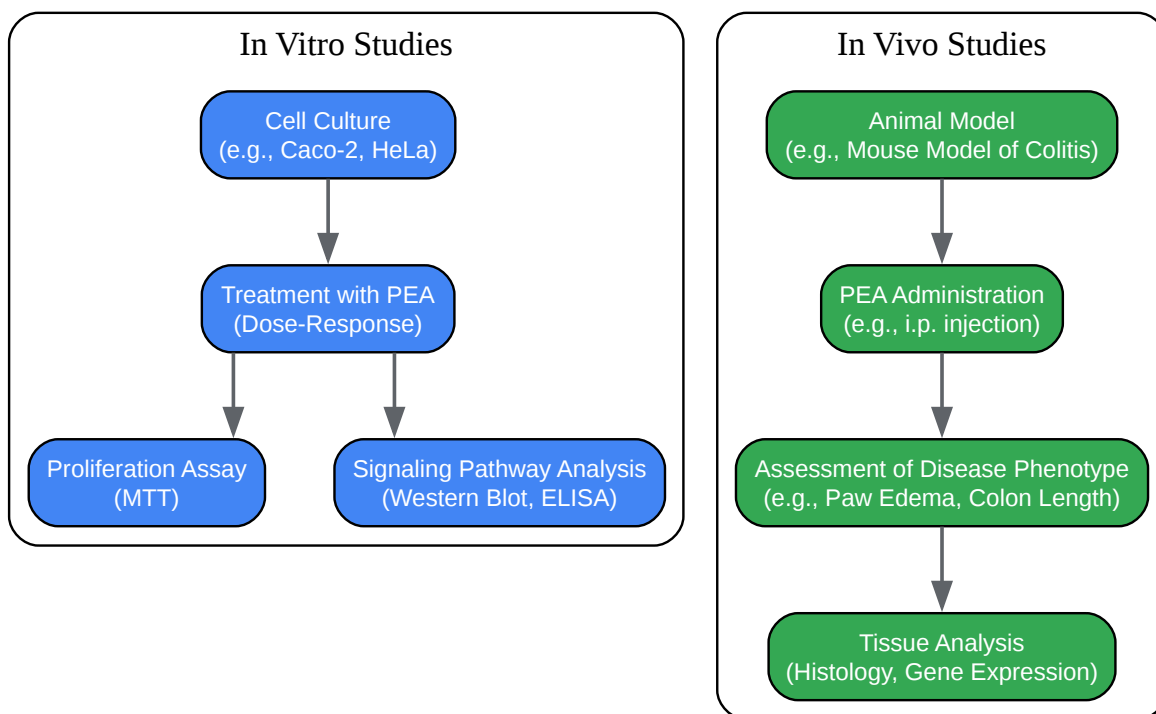 In Vitro Studies
Cell Culture
(e.g., Caco-2, HeLa)
Treatment with PEA
(Dose-Response)
Proliferation Assay
(MTT)
Signaling Pathway Analysis
(Western Blot, ELISA)
In Vivo Studies
Animal Model
(e.g., Mouse Model of Colitis)
PEA Administration
(e.g., i.p. injection)
Assessment of Disease Phenotype
(e.g., Paw Edema, Colon Length)
Tissue Analysis
(Histology, Gene Expression)